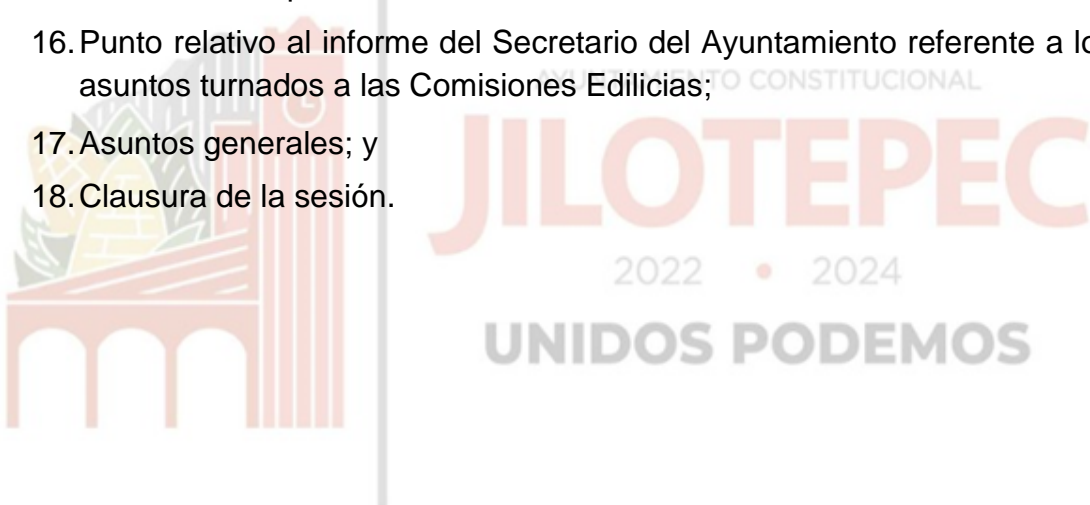 16. Punto relativo al informe del Secretario del Ayuntamiento referente a
asuntos turnados a las Comisiones Edilicias;
AYUNTAMIENTO CONSTITUCIONAL
17. Asuntos generales; y
18. Clausura de la sesión.
JILOTEPEC
2022 • 2024
UNIDOS PODEMOS